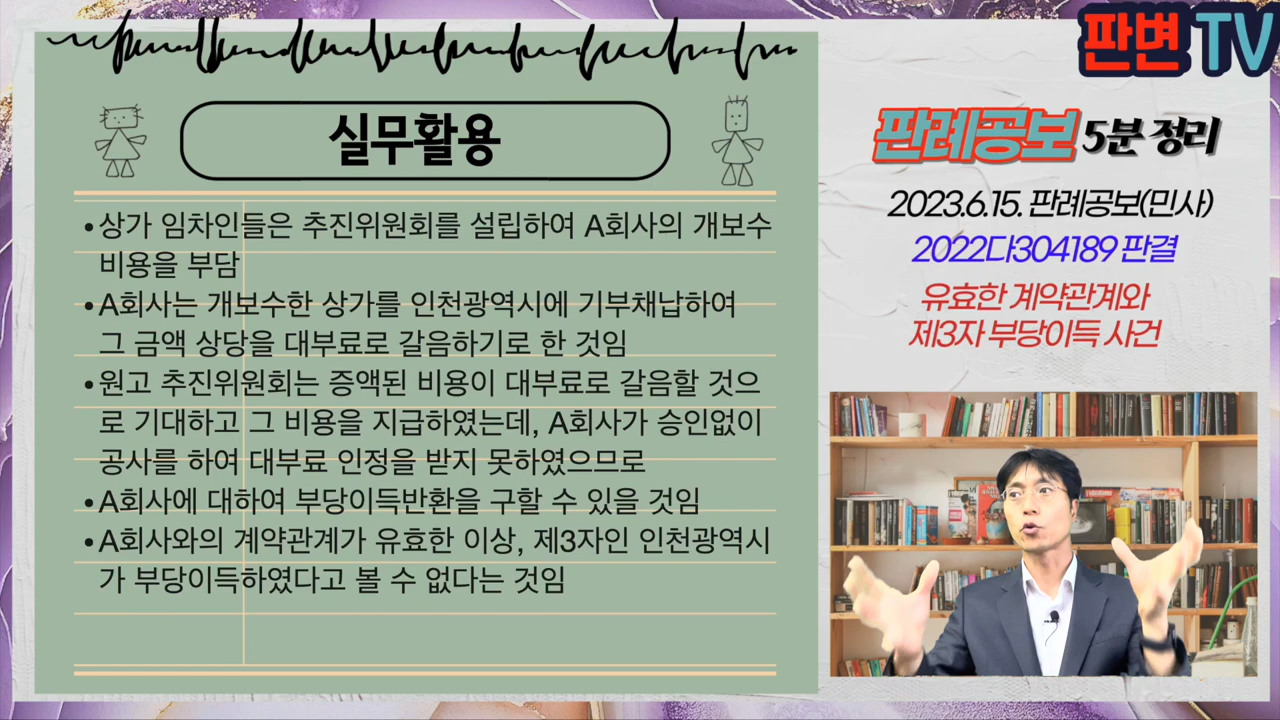 판변 TV
실무활용
• 상가 임차인들은 추진위원회를 설립하여 A회사의 개보수
비용을 부담
• A회사는 개보수한 상가를 인천광역시에 기부채납하여
그 금액 상당을 대부료로 갈음하기로 한 것임
• 원고 추진위원회는 증액된 비용이 대부료로 갈음할 것으
로 기대하고 그 비용을 지급하였는데, A회사가 승인없이
공사를 하여 대부료 인정을 받지 못하였으므로
• A회사에 대하여 부당이득반환을 구할 수 있을 것임
• A회사와의 계약관계가 유효한 이상, 제3자인 인천광역시
가 부당이득하였다고 볼 수 없다는 것임
판례공보 5분 정리
2023.6.15. 판례공보(민사)
2022다304189 판결
유효한 계약관계와
제3자 부당이득 사건